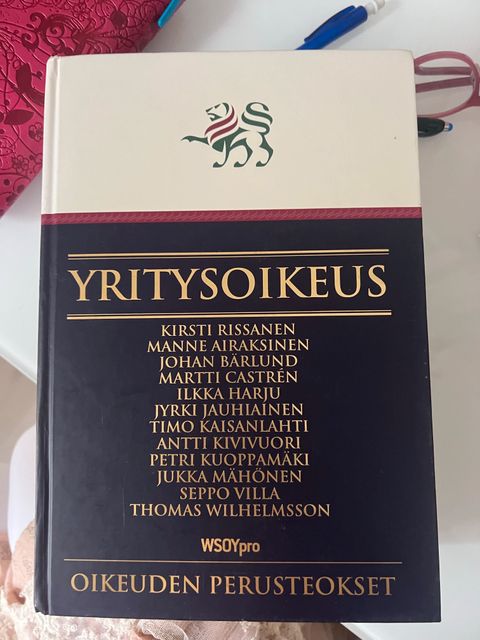 YRITYSOIKEUS
KIRSTI RISSANEN
MANNE AIRAKSINEN
JOHAN BÄRLUND
MARTTI CASTRÉN
ILKKA HARJU
JYRKI JAUHIAINEN
TIMO KAISANLAHTI
ANTTI KIVIVUORI
PETRI KUOPPAMÄKI
JUKKA MÄHÖNEN
SEPPO VILLA
THOMAS WILHELMSSON
WSOYpro
OIKEUDEN PERUSTEOKSET